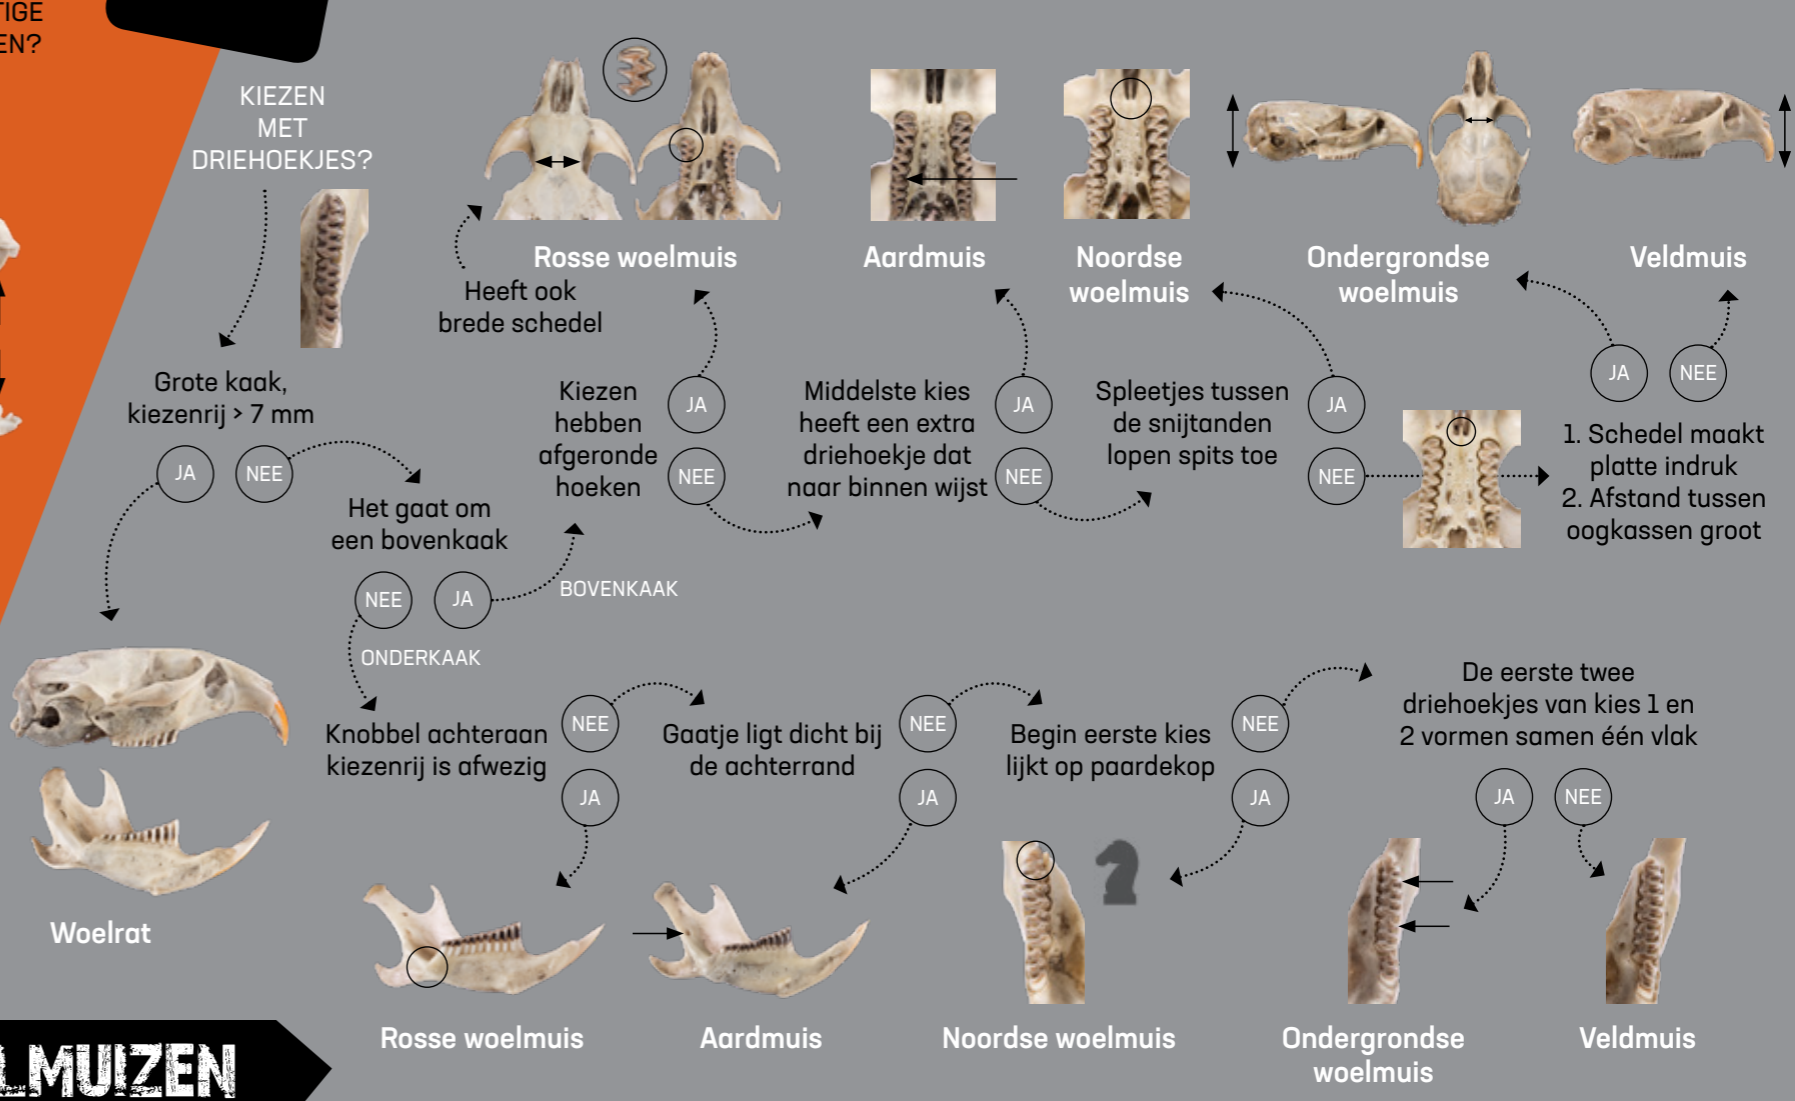 KIEZEN
MET
DRIEHOEKJES?
Rosse woelmuis
Heeft ook
brede schedel
Aardmuis
Noordse
woelmuis
Ondergrondse
woelmuis
Veldmuis
Grote kaak,
kiezenrij > 7 mm
JA
NEE
Het gaat om
een bovenkaak
NEE
JA
BOVENKAAK
ONDERKAAK
Kiezen
hebben
afgeronde
hoeken
JA
NEE
Middelste kies
heeft een extra
driehoekje dat
naar binnen wijst
JA
NEE
Spleetjes tussen
de snijtanden
lopen spits toe
JA
NEE
JA
NEE
1. Schedel maakt
platte indruk
2. Afstand tussen
oogkassen groot
Knobbel achteraan
kiezenrij is afwezig
NEE
JA
Gaatje ligt dicht bij
de achterrand
NEE
JA
Begin eerste kies
lijkt op paardekop
NEE
JA
De eerste twee
driehoekjes van kies 1 en
2 vormen samen één vlak
JA
NEE
Woelrat
Rosse woelmuis
Aardmuis
Noordse woelmuis
Ondergrondse
woelmuis
Veldmuis
LMUIZEN